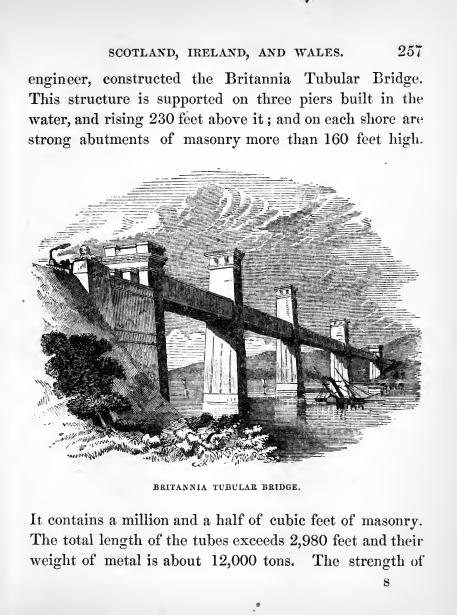 SCOTLAND, IRELAND, AND WALES. 257
engineer, constructed the Britannia Tubular Bridge.
This structure is supported on three piers built in the
water, and rising 230 feet above it; and on each shore are
strong abutments of masonry more than 160 feet high.
BRITANNIA TUBULAR BRIDGE.
It contains a million and a half of cubic feet of masonry.
The total length of the tubes exceeds 2,980 feet and their
weight of metal is about 12,000 tons. The strength of
S